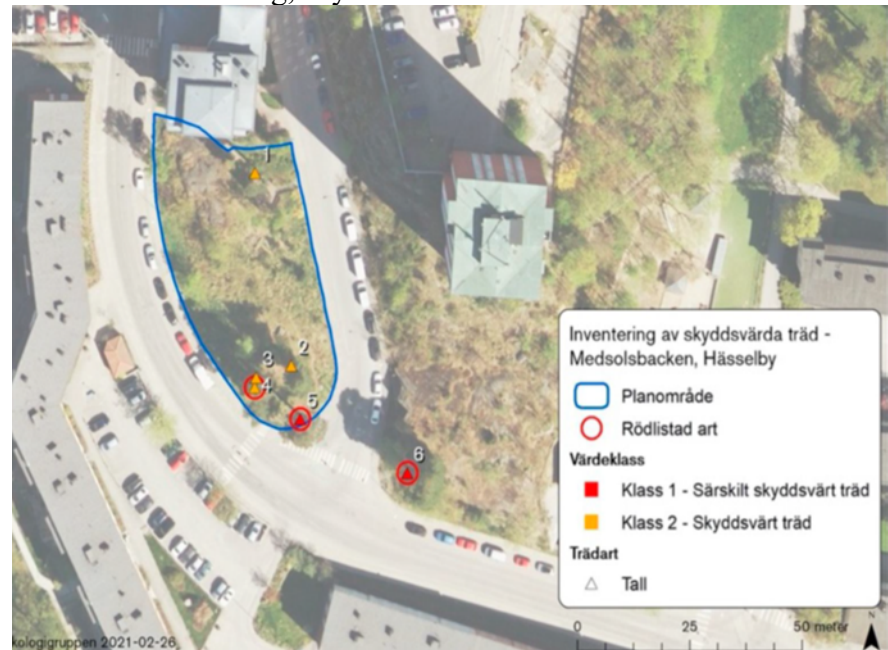 1
2
3
4
5
6
Inventering av skyddsvärda träd -
Medsolsbacken, Hässelby
Planområde
Rödlistad art
Värdeklass
Klass 1 - Särskilt skyddsvärt träd
Klass 2 - Skyddsvärt träd
Trädart
Tall
kologigruppen 2021-02-26
0 25 50 meter
N